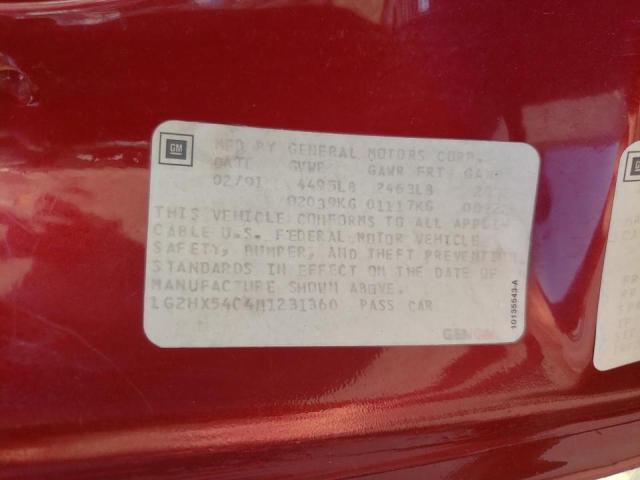 GM MFD BY GENERAL MOTORS CORP.
DATE GVWR GAWR FRT
02/91 4495LB 2463LB
02039KG 01117KG
THIS VEHICLE CONFORMS TO ALL APPLI-
CABLE U.S. FEDERAL MOTOR VEHICLE
SAFETY, BUMPER, AND THEFT PREVENTION
STANDARDS IN EFFECT ON THE DATE OF
MANUFACTURE SHOWN ABOVE.
1G2HX54C4M1231360 PASS CAR
10135543-A
GM